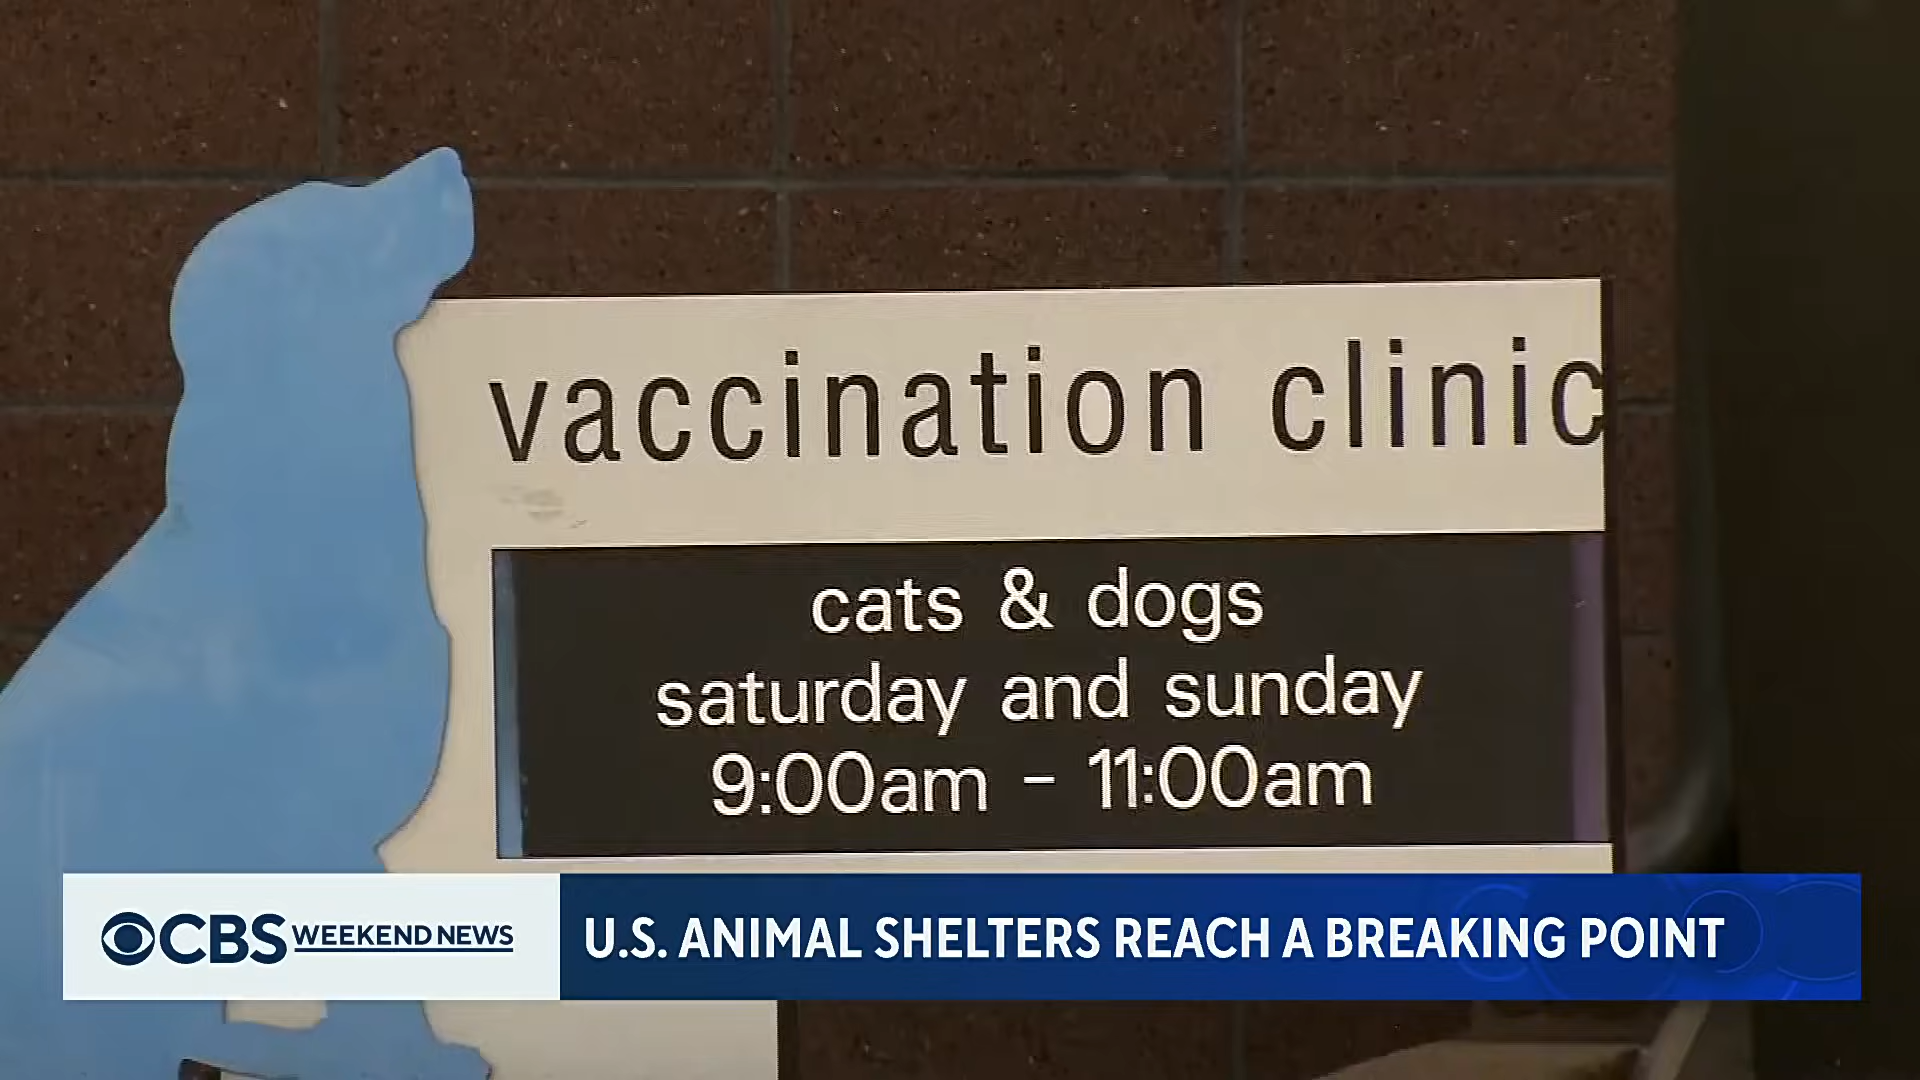 vaccination clinic
cats & dogs
saturday and sunday
9:00am - 11:00am
CBS WEEKEND NEWS
U.S. ANIMAL SHELTERS REACH A BREAKING POINT